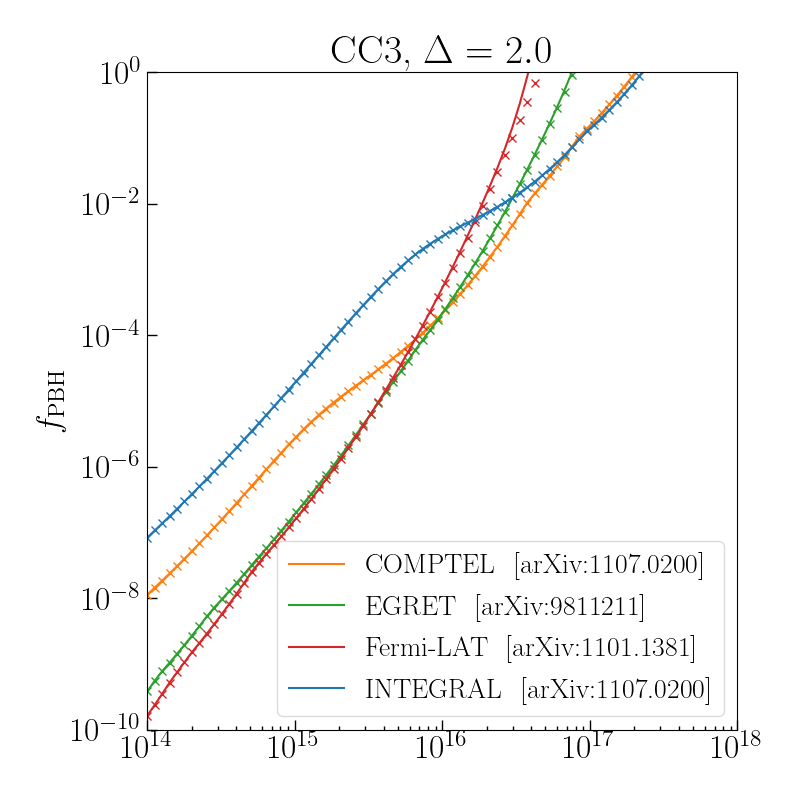 CC3, Δ = 2.0
10^0
10^−2
10^−4
10^−6
10^−8
10^−10
f_PBH
COMPTEL [arXiv:1107.0200]
EGRET [arXiv:9811211]
Fermi-LAT [arXiv:1101.1381]
INTEGRAL [arXiv:1107.0200]
10^14 10^15 10^16 10^17 10^18